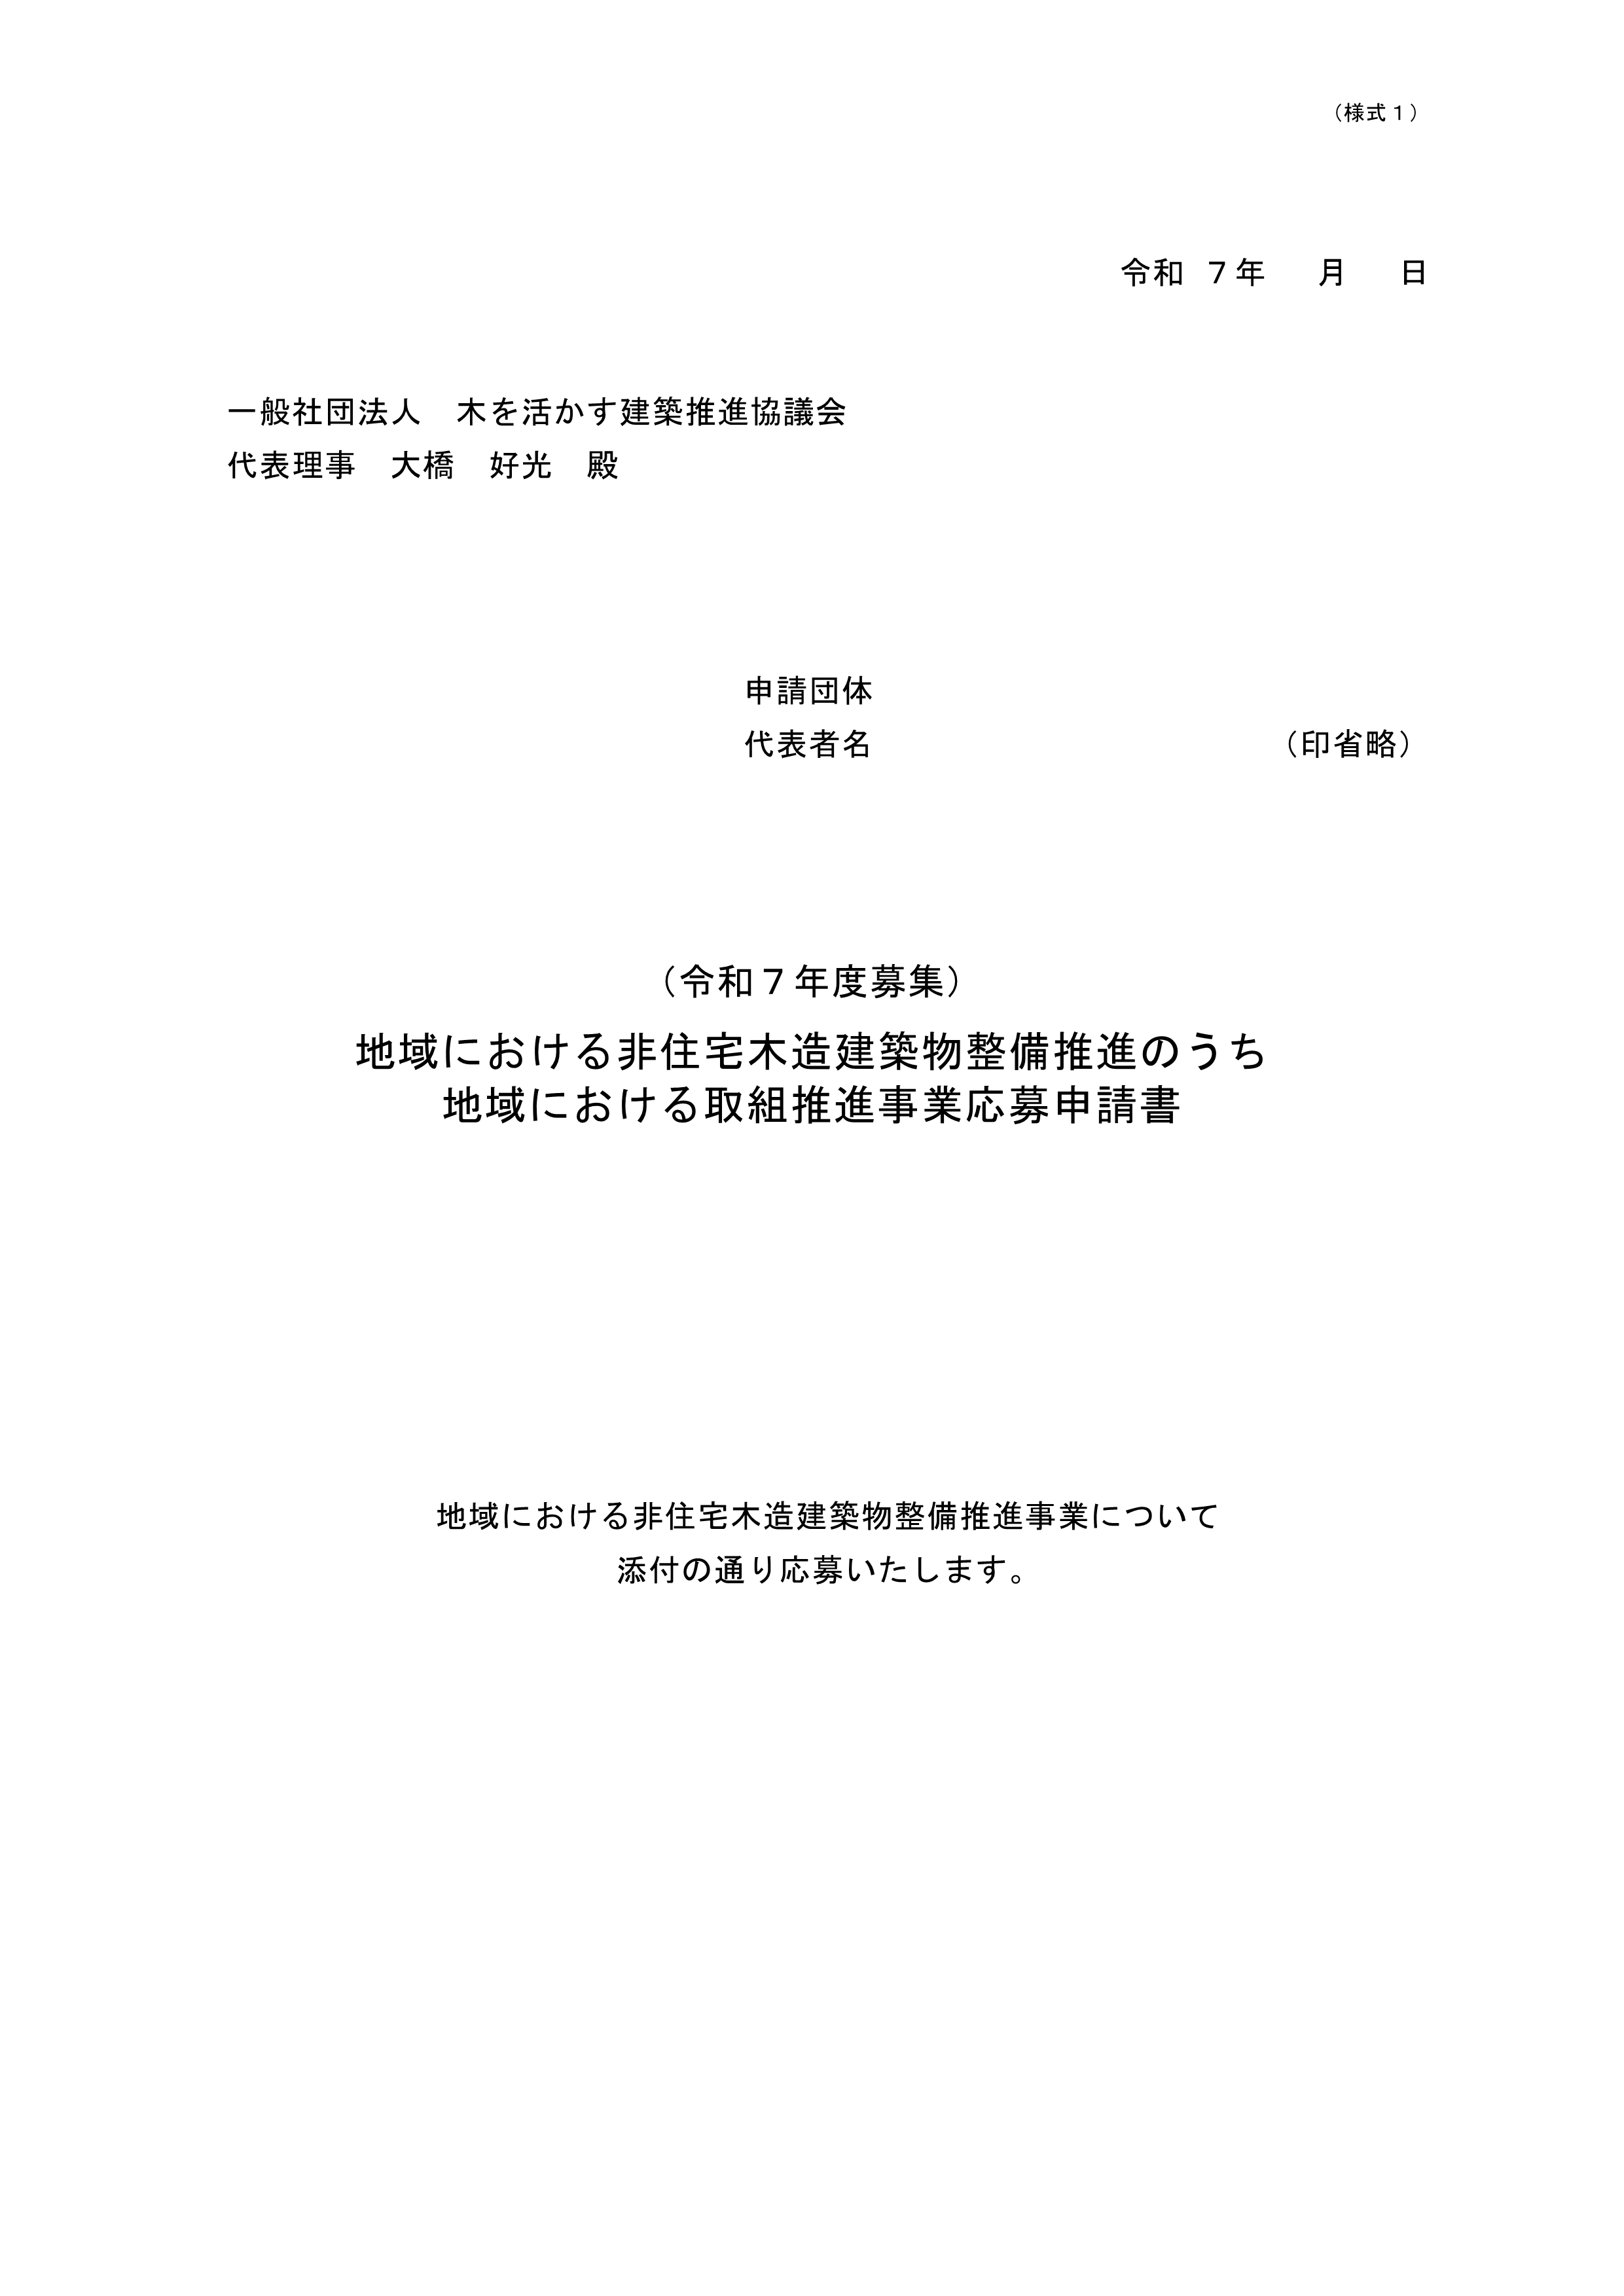 （様式１）
令和 ７年　月　日
一般社団法人　木を活かす建築推進協議会
代表理事　大橋　好光　殿
申請団体
代表者名　　　　　　　　　　　　（印省略）
（令和７年度募集）
地域における非住宅木造建築物整備推進のうち
地域における取組推進事業応募申請書
地域における非住宅木造建築物整備推進事業について
添付の通り応募いたします。